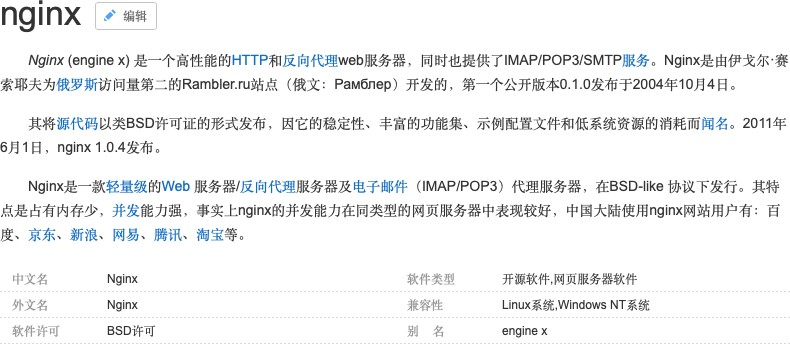 nginx 编辑
Nginx (engine x) 是一个高性能的HTTP和反向代理web服务器，同时也提供了IMAP/POP3/SMTP服务。Nginx是由伊戈尔·赛
索耶夫为俄罗斯访问量第二的Rambler.ru站点（俄文：Рамблер）开发的，第一个公开版本0.1.0发布于2004年10月4日。
其将源代码以类BSD许可证的形式发布，因它的稳定性、丰富的功能集、示例配置文件和低系统资源的消耗而闻名。2011年
6月1日，nginx 1.0.4发布。
Nginx是一款轻量级的Web 服务器/反向代理服务器及电子邮件（IMAP/POP3）代理服务器，在BSD-like 协议下发行。其特
点是占有内存少，并发能力强，事实上nginx的并发能力在同类型的网页服务器中表现较好，中国大陆使用nginx网站用户有：百
度、京东、新浪、网易、腾讯、淘宝等。
中文名 Nginx 软件类型 开源软件,网页服务器软件
外文名 Nginx 兼容性 Linux系统,Windows NT系统
软件许可 BSD许可 别 名 engine x